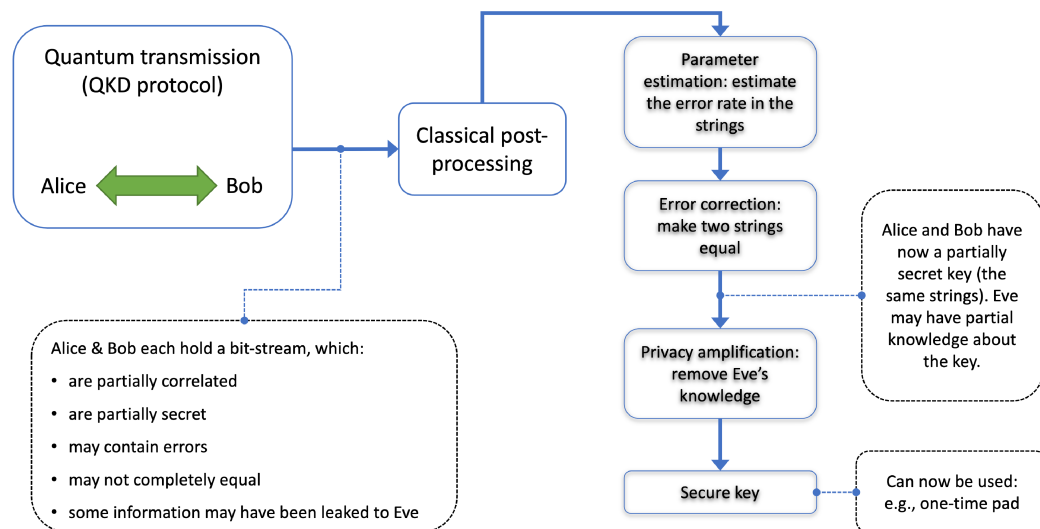 Quantum transmission
(QKD protocol)
Alice
Bob
Classical post-
processing
Alice & Bob each hold a bit-stream, which:
• are partially correlated
• are partially secret
• may contain errors
• may not completely equal
• some information may have been leaked to Eve
Parameter
estimation: estimate
the error rate in the
strings
Error correction:
make two strings
equal
Alice and Bob have
now a partially
secret key (the
same strings). Eve
may have partial
knowledge about
the key.
Privacy amplification:
remove Eve's
knowledge
Secure key
Can now be used:
e.g., one-time pad